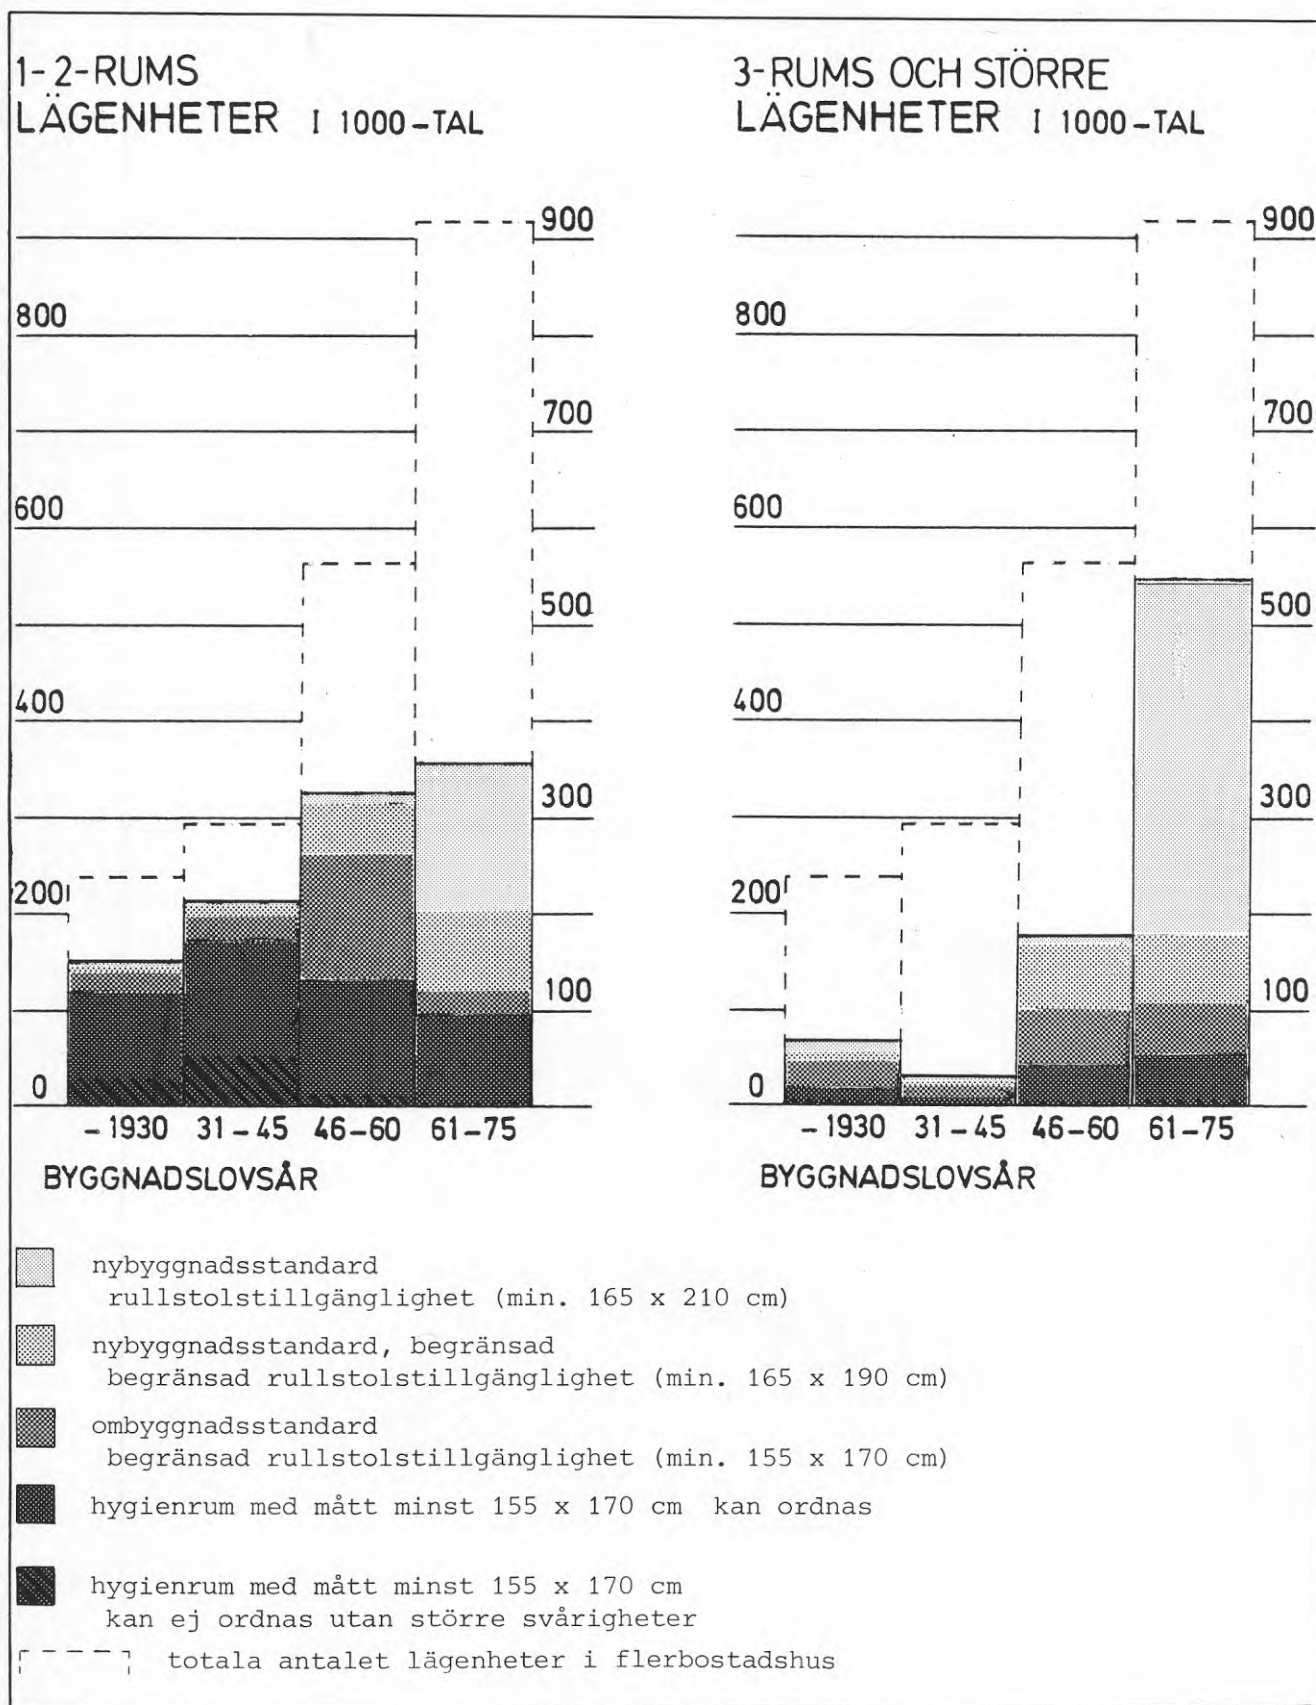 1-2-RUMS
LÄGENHETER I 1000-TAL
900
800
700
600
500
400
300
200
100
0
-1930 31-45 46-60 61-75
BYGGNADSLOVSÅR
3-RUMS OCH STÖRRE
LÄGENHETER I 1000-TAL
900
800
700
600
500
400
300
200
100
0
-1930 31-45 46-60 61-75
BYGGNADSLOVSÅR
nybyggnadsstandard
rullstolstillgänglighet (min. 165 x 210 cm)
nybyggnadsstandard, begränsad
begränsad rullstolstillgänglighet (min. 165 x 190 cm)
ombyggnadsstandard
begränsad rullstolstillgänglighet (min. 155 x 170 cm)
hygienrum med mått minst 155 x 170 cm kan ordnas
hygienrum med mått minst 155 x 170 cm
kan ej ordnas utan större svårigheter
totala antalet lägenheter i flerbostadshus